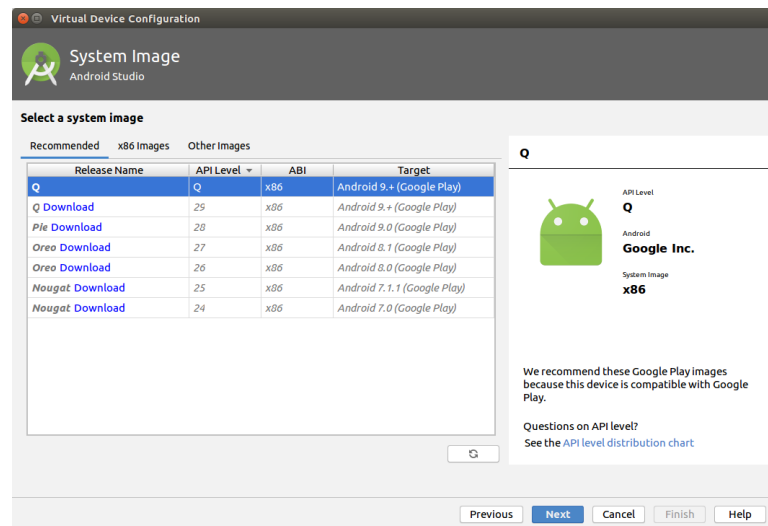 Virtual Device Configuration
System Image
Android Studio
Select a system image
Recommended x86 Images Other Images
Release Name API Level ABI Target
Q Q x86 Android 9.+ (Google Play)
Q Download 29 x86 Android 9.+ (Google Play)
Pie Download 28 x86 Android 9.0 (Google Play)
Oreo Download 27 x86 Android 8.1 (Google Play)
Oreo Download 26 x86 Android 8.0 (Google Play)
Nougat Download 25 x86 Android 7.1.1 (Google Play)
Nougat Download 24 x86 Android 7.0 (Google Play)
Q
API Level
Q
Android
Google Inc.
System Image
x86
We recommend these Google Play images
because this device is compatible with Google
Play.
Questions on API level?
See the API level distribution chart
Previous Next Cancel Finish Help